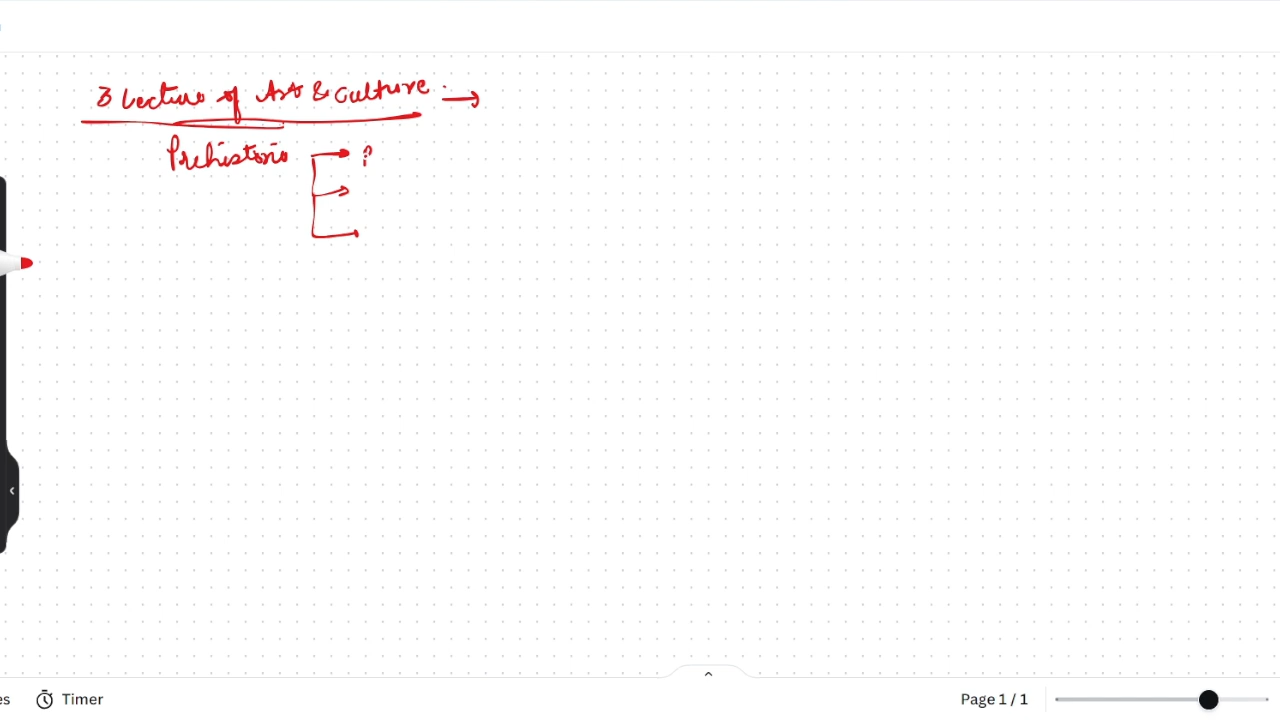 3 Lecture of Art & Culture →
Prehistoric → P
es Timer Page 1 / 1